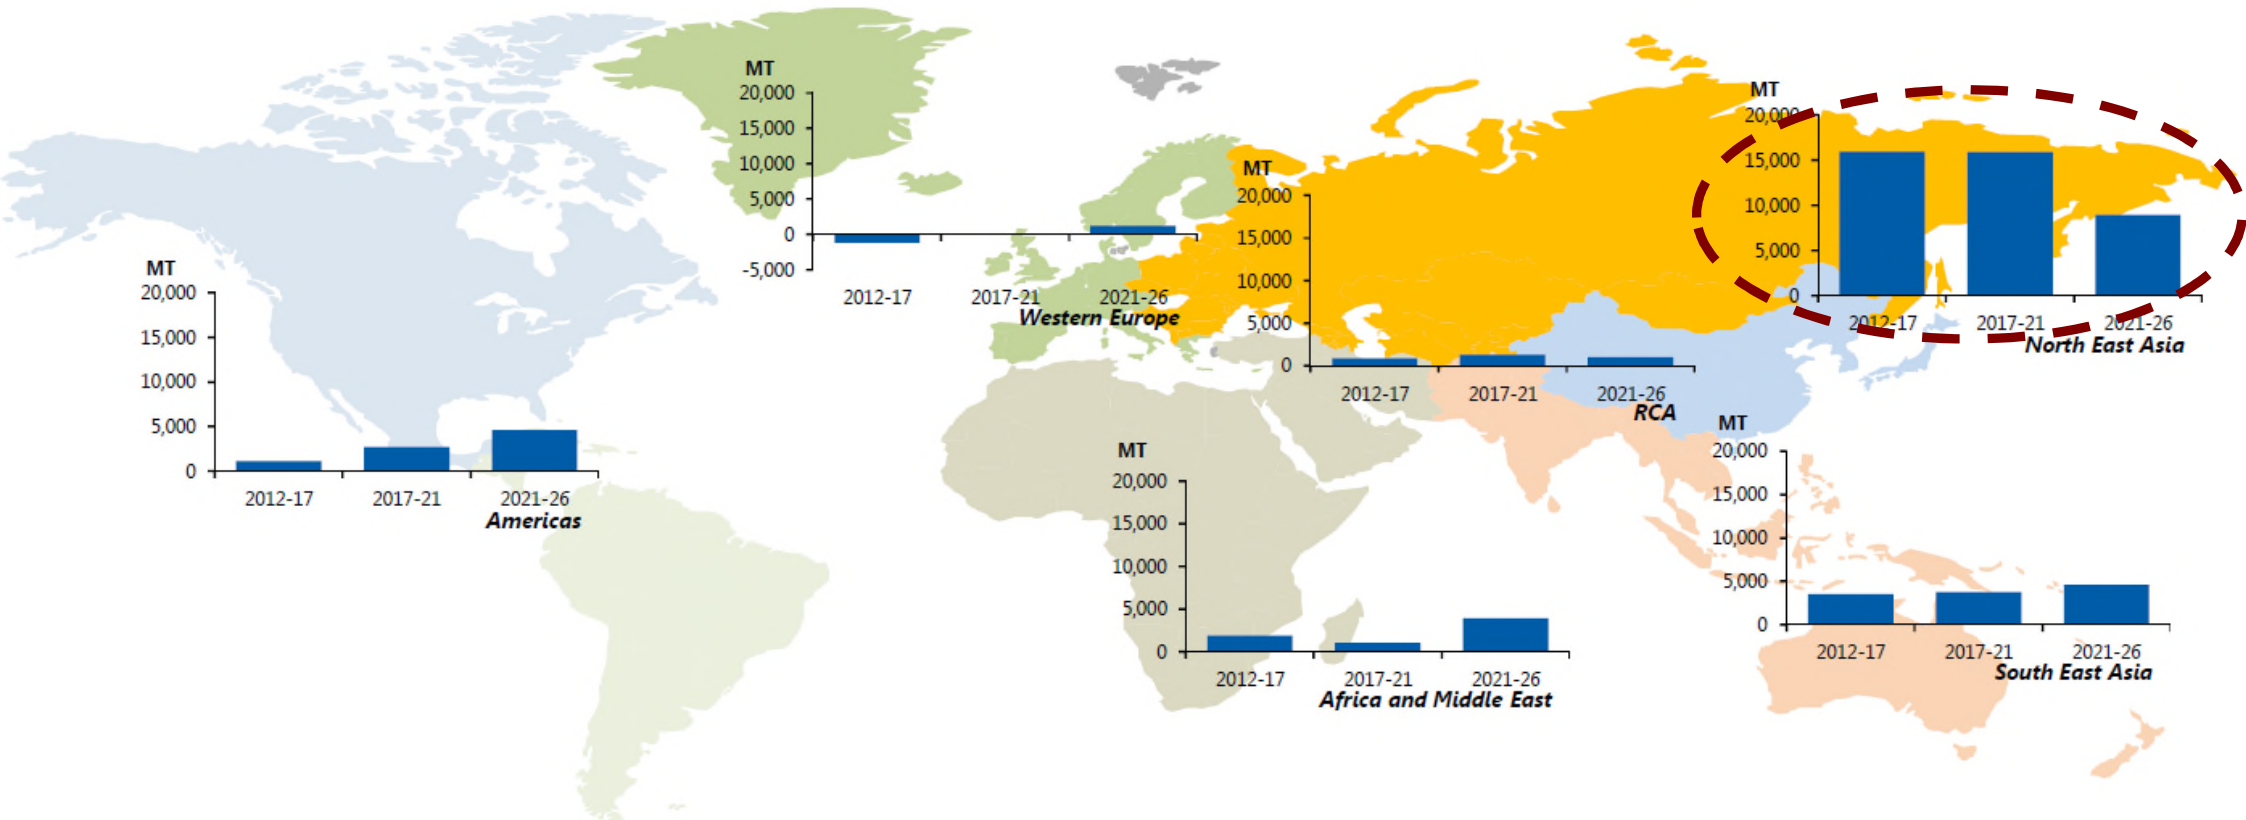 MT
20,000
15,000
10,000
5,000
0
2012-17 2017-21 2021-26
Americas
MT
20,000
15,000
10,000
5,000
0
-5,000
2012-17 2017-21 2021-26
Western Europe
MT
20,000
15,000
10,000
5,000
0
2012-17 2017-21 2021-26
RCA
MT
20,000
15,000
10,000
5,000
0
2012-17 2017-21 2021-26
North East Asia
MT
20,000
15,000
10,000
5,000
0
2012-17 2017-21 2021-26
Africa and Middle East
MT
20,000
15,000
10,000
5,000
0
2012-17 2017-21 2021-26
South East Asia